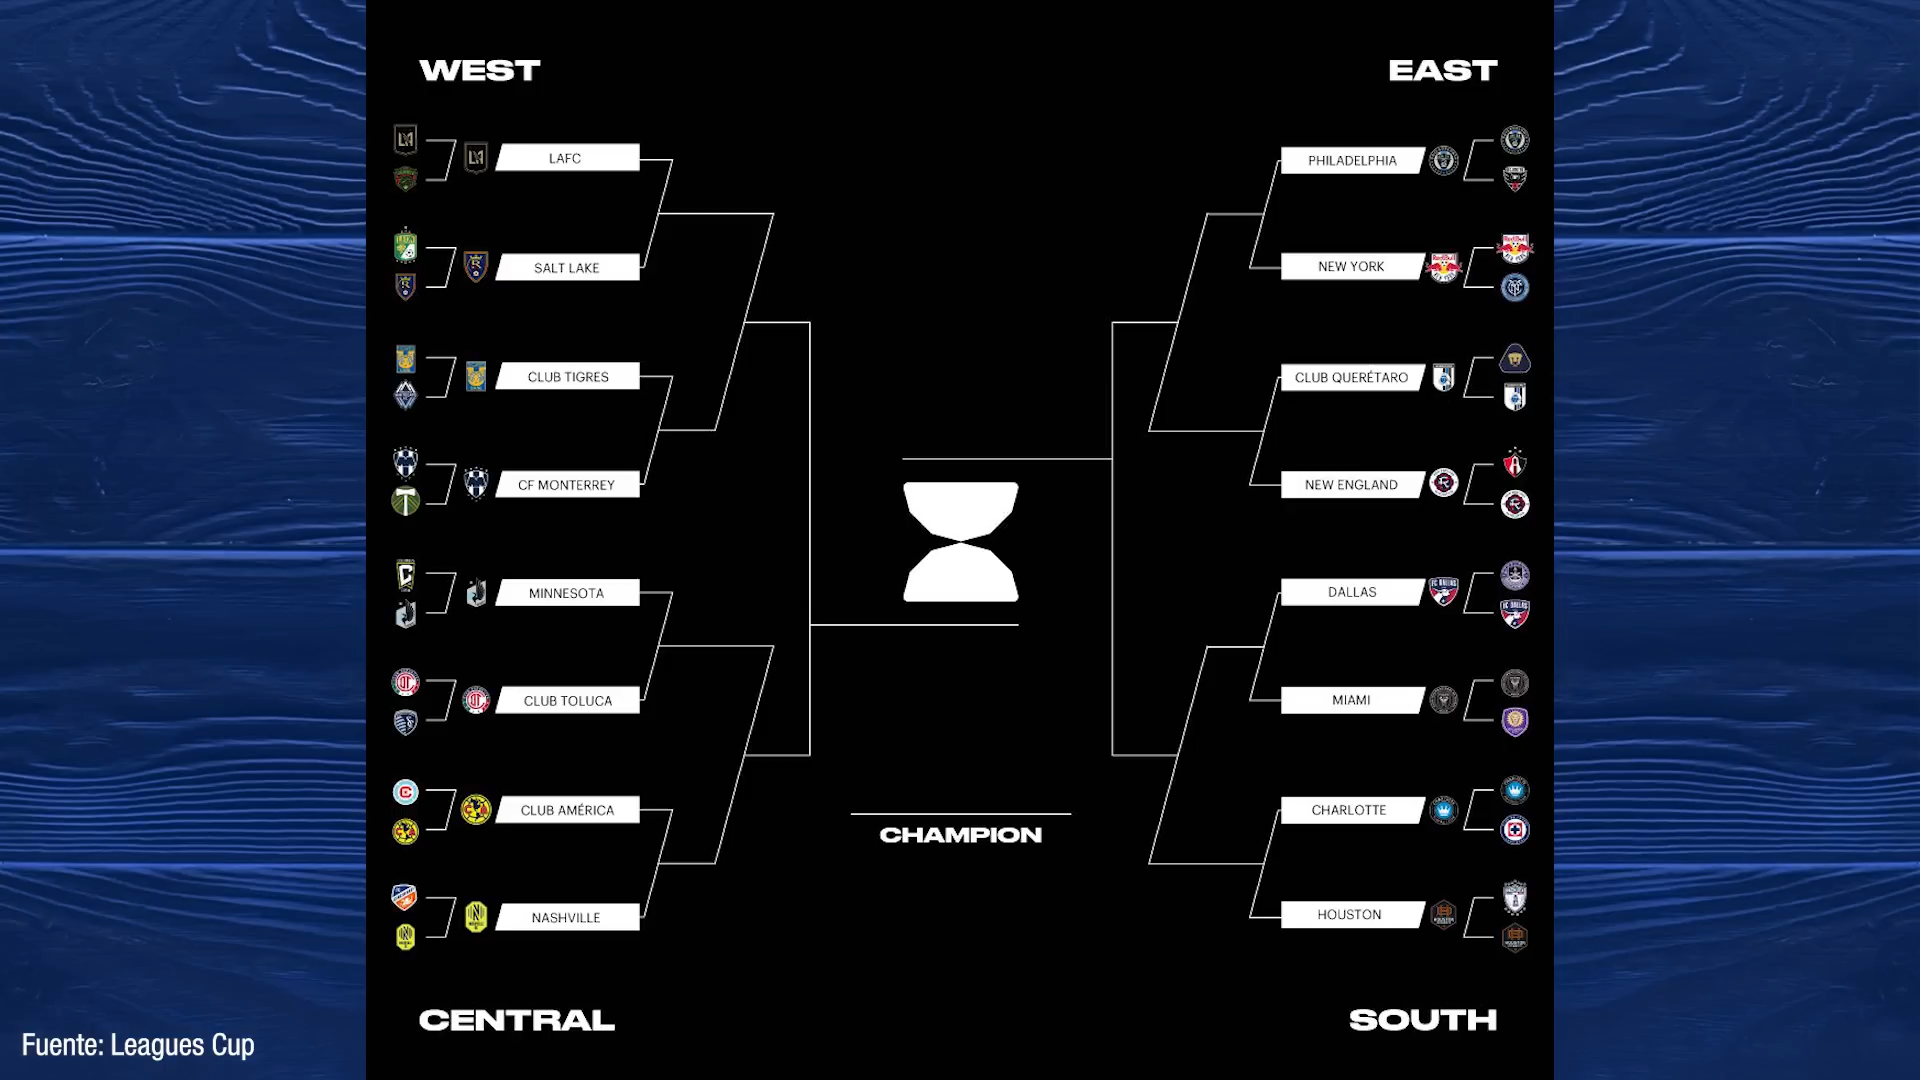 WEST
EAST
LAFC
SALT LAKE
CLUB TIGRES
CF MONTERREY
MINNESOTA
CLUB TOLUCA
CLUB AMÉRICA
NASHVILLE
PHILADELPHIA
NEW YORK
CLUB QUERÉTARO
NEW ENGLAND
DALLAS
MIAMI
CHARLOTTE
HOUSTON
CHAMPION
CENTRAL
SOUTH
Fuente: Leagues Cup